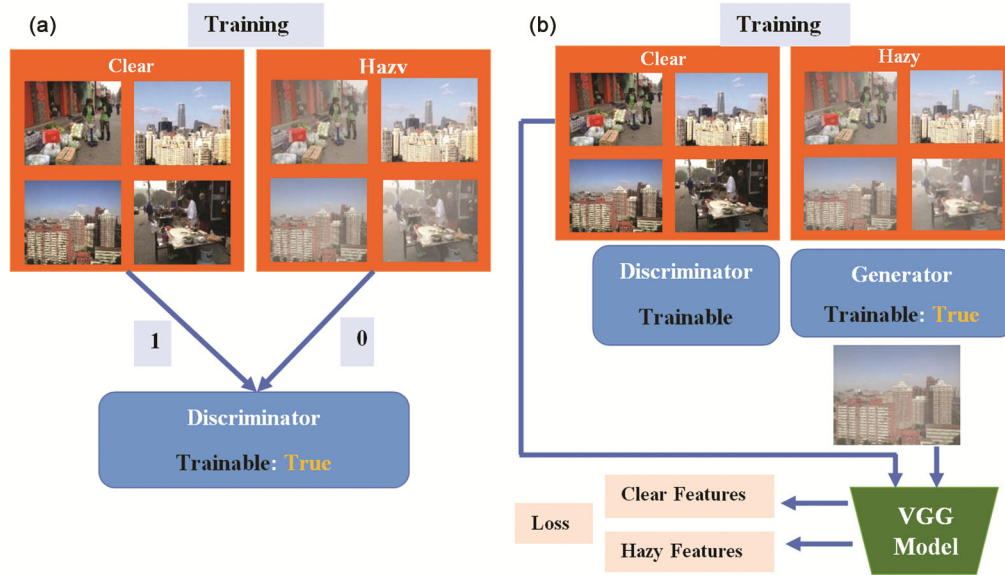 (a)
Training
Clear
Hazy
1
0
Discriminator
Trainable: True
(b)
Training
Clear
Hazy
Discriminator
Trainable
Generator
Trainable: True
Clear Features
Loss
Hazy Features
VGG
Model